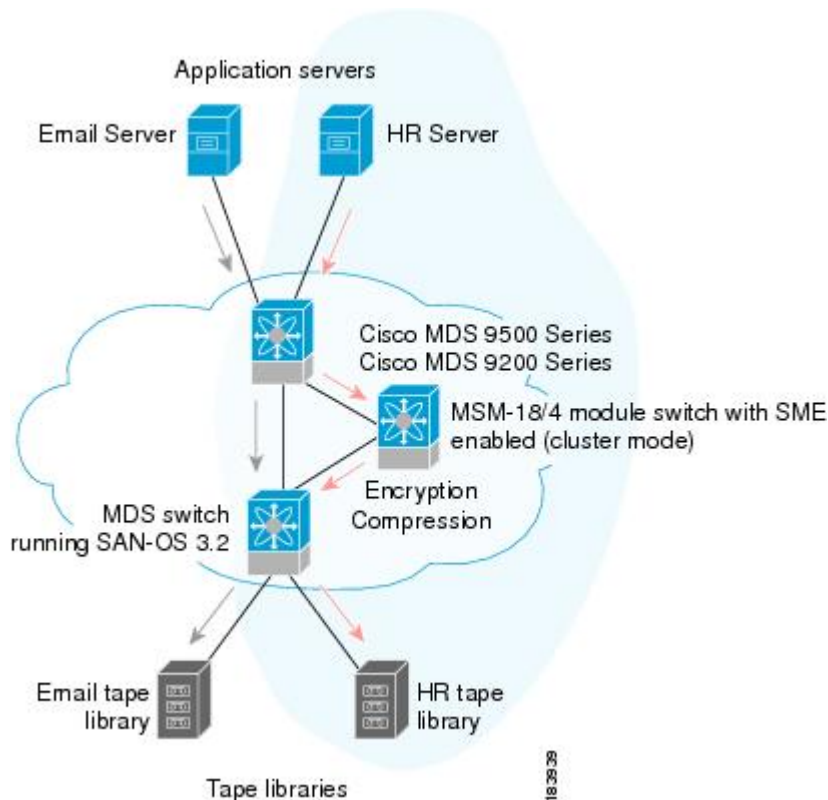 Application servers
Email Server
HR Server
Cisco MDS 9500 Series
Cisco MDS 9200 Series
MSM-18/4 module switch with SME
enabled (cluster mode)
Encryption
Compression
MDS switch
running SAN-OS 3.2
Email tape
library
HR tape
library
Tape libraries
183939